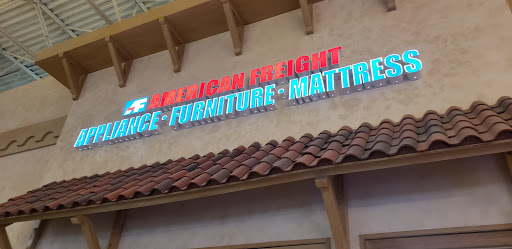 AMERICAN FREIGHT
APPLIANCE · FURNITURE · MATTRESS